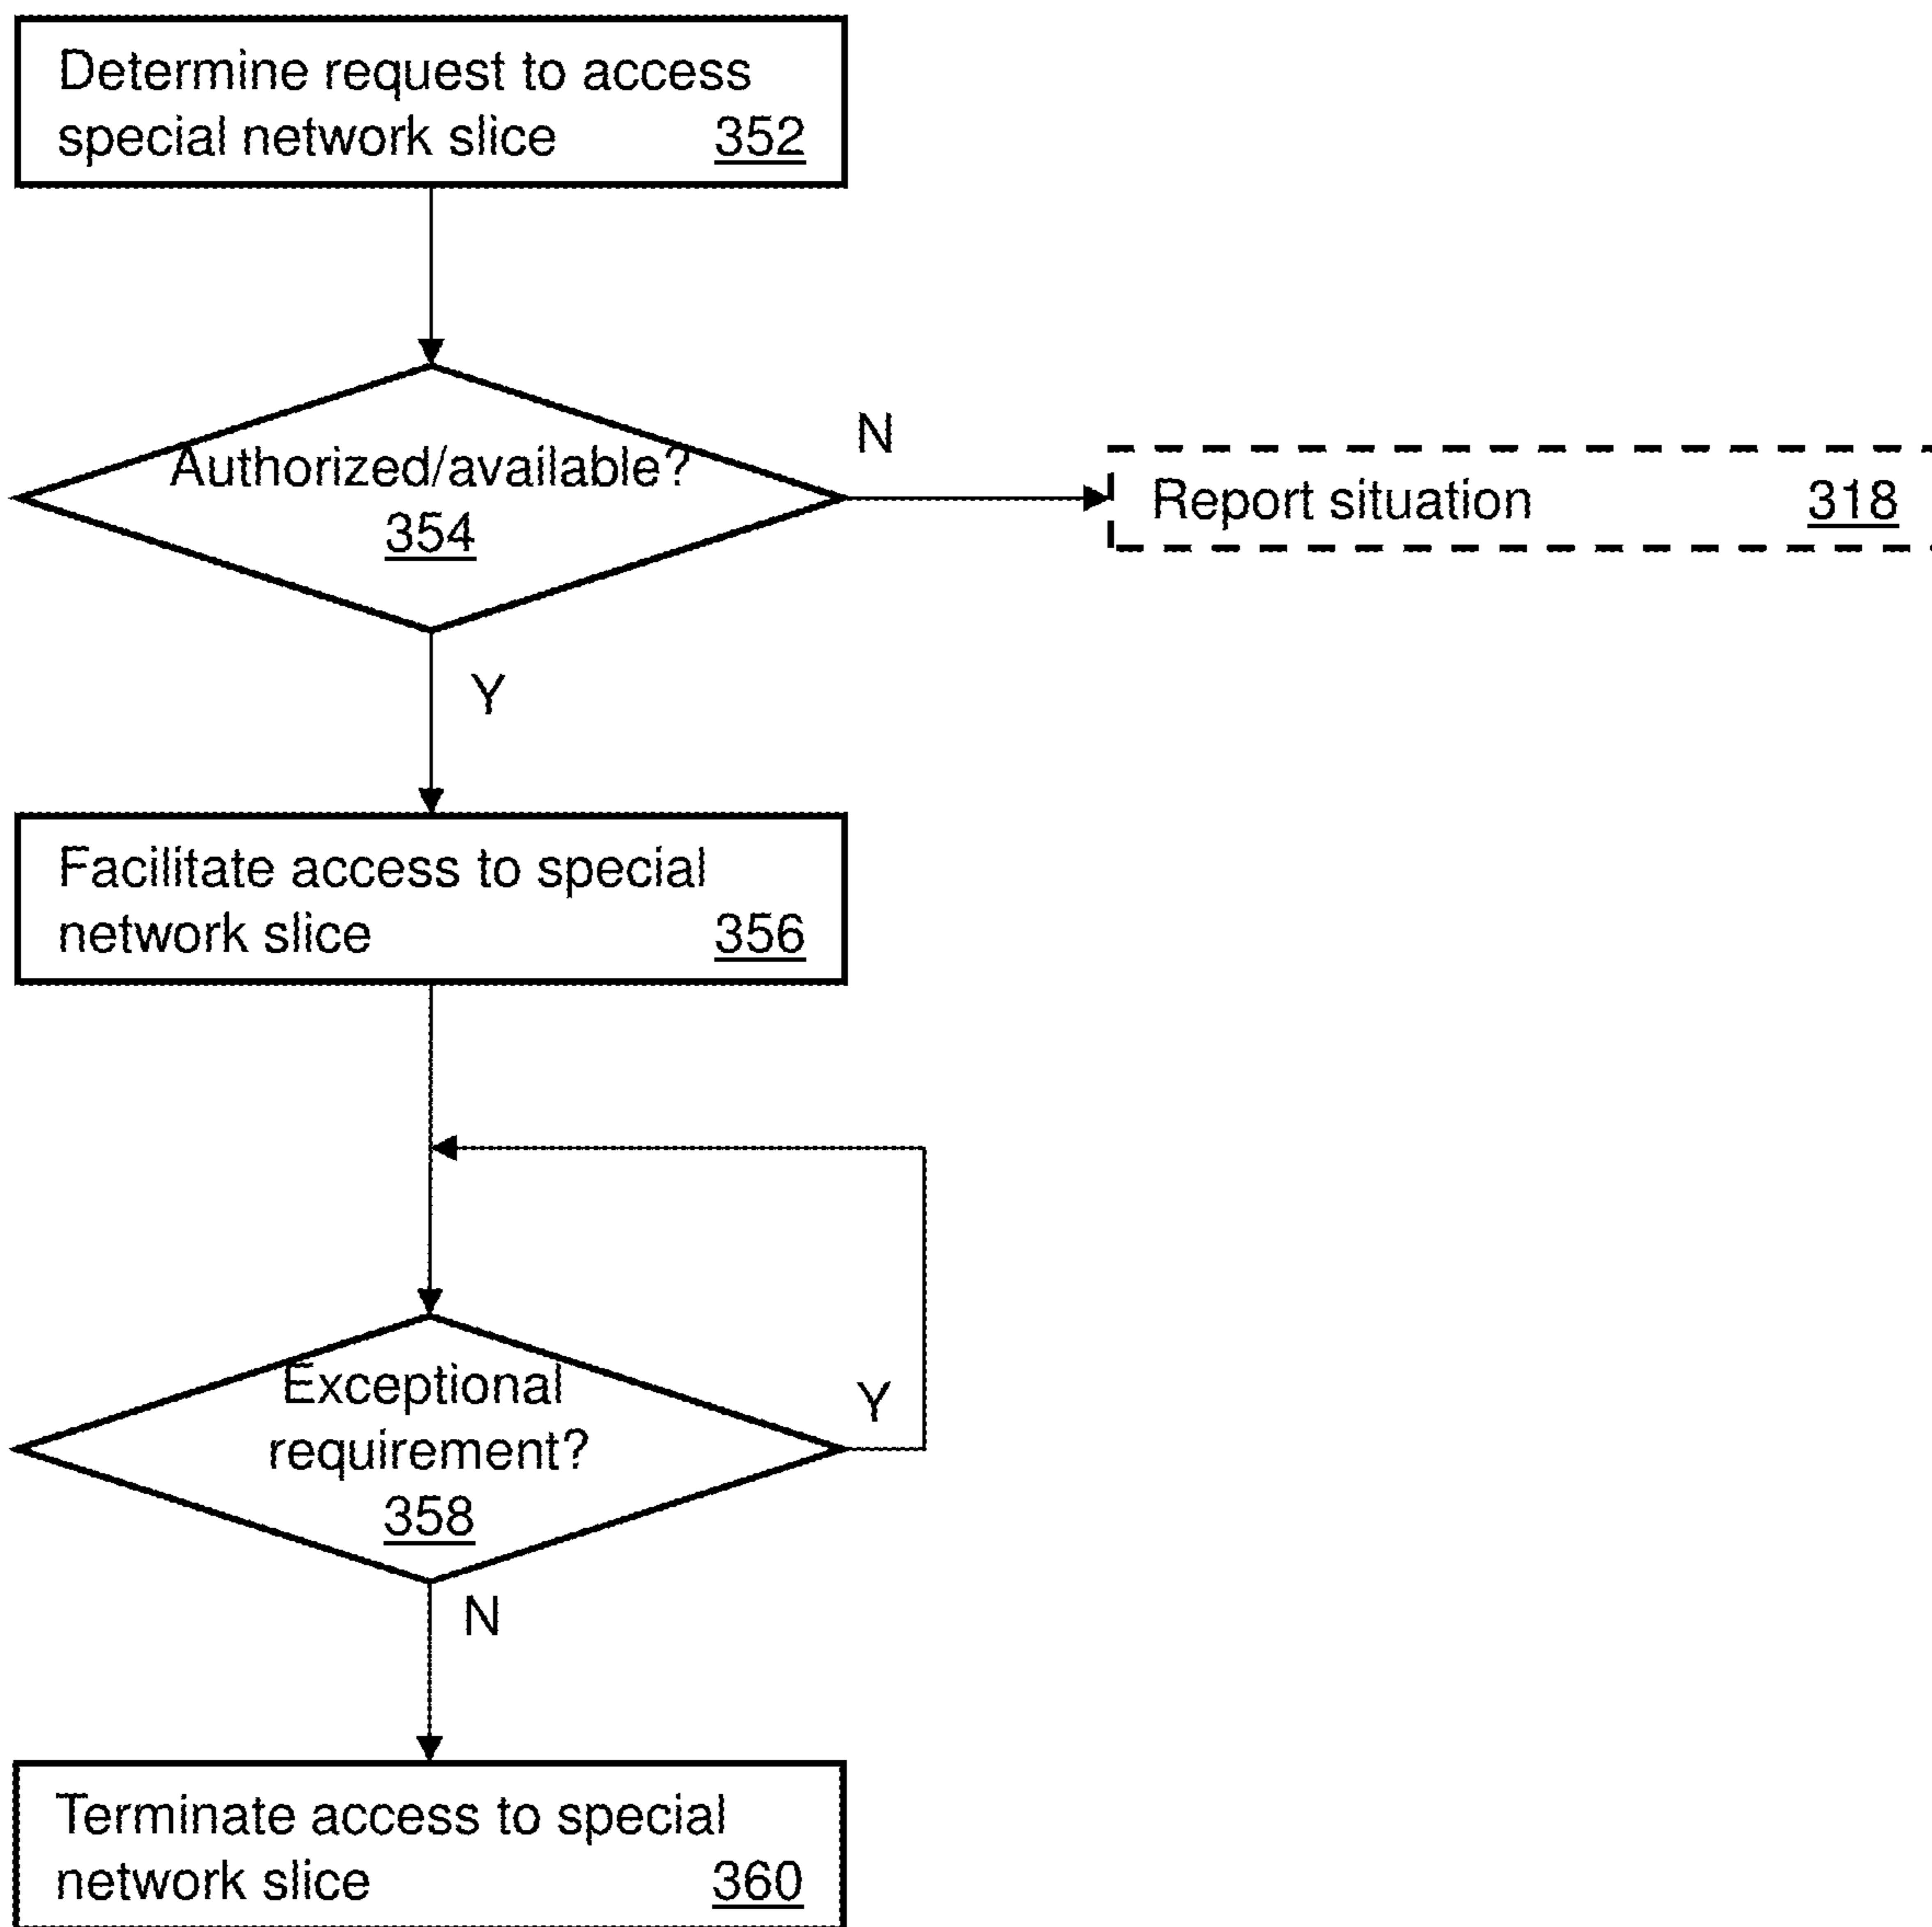 Determine request to access
special network slice 352
Authorized/available?
354
N
Report situation 318
Y
Facilitate access to special
network slice 356
Exceptional
requirement?
358
Y
N
Terminate access to special
network slice 360